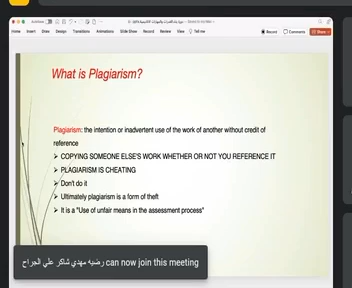 Home Insert Draw Design Transitions Animations Slide Show Record Review View Tell me
Record Comments Share
What is Plagiarism?
Plagiarism: the intention or inadvertent use of the work of another without credit of
reference
➢ COPYING SOMEONE ELSE'S WORK WHETHER OR NOT YOU REFERENCE IT
➢ PLAGIARISM IS CHEATING
➢ Don't do it
➢ Ultimately plagiarism is a form of theft
➢ It is a "Use of unfair means in the assessment process"
رضيه مهدي شاكر علي الجراح can now join this meeting